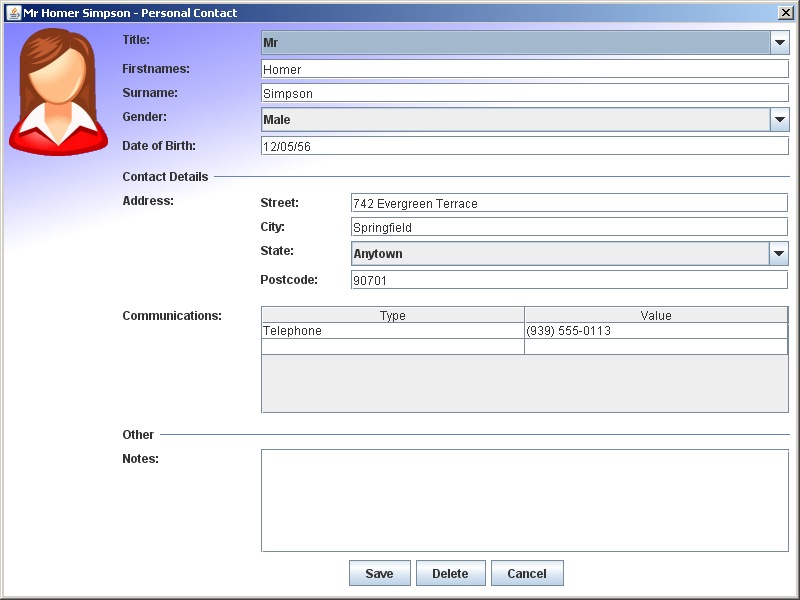 Mr Homer Simpson - Personal Contact
Title: Mr
Firstnames: Homer
Surname: Simpson
Gender: Male
Date of Birth: 12/05/56
Contact Details
Address: Street: 742 Evergreen Terrace
City: Springfield
State: Anytown
Postcode: 90701
Communications: Type Value
Telephone (939) 555-0113
Other
Notes:
Save Delete Cancel